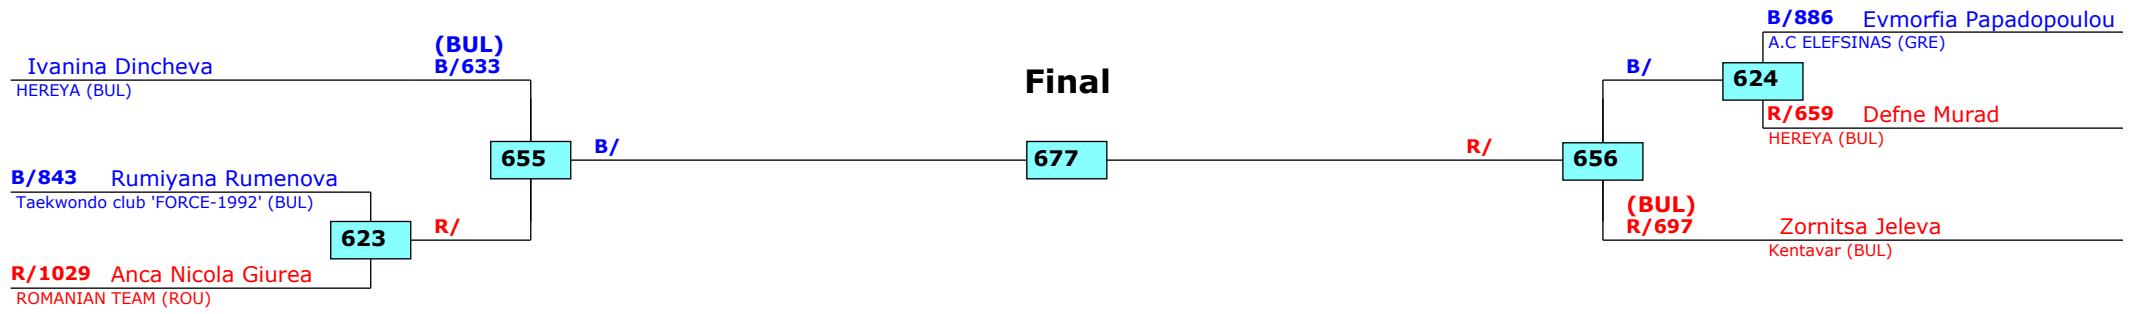 (BUL)
Ivanina Dincheva B/633
HEREYA (BUL)
655
B/
B/843 Rumiyana Rumenova
Taekwondo club 'FORCE-1992' (BUL)
623
R/
R/1029 Anca Nicola Giurea
ROMANIAN TEAM (ROU)
Final
677
B/886 Evmorfia Papadopoulou
A.C ELEFSINAS (GRE)
B/
624
R/659 Defne Murad
HEREYA (BUL)
R/
656
(BUL)
R/697 Zornitsa Jeleva
Kentavar (BUL)